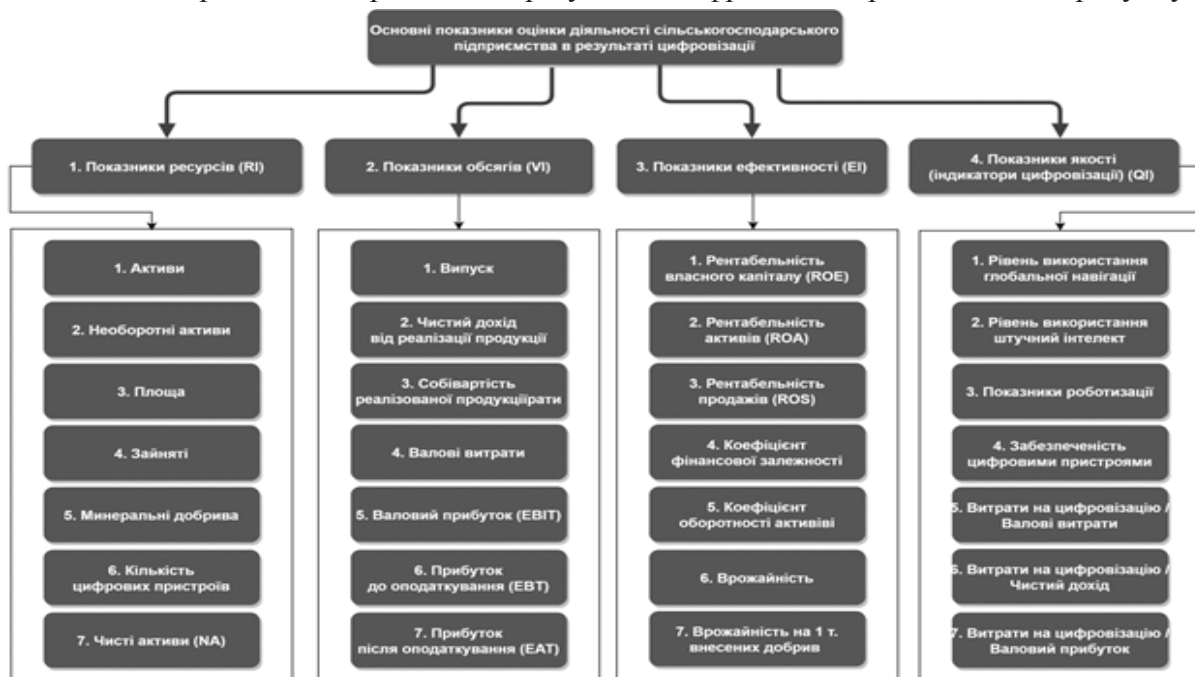 Основні показники оцінки діяльності сільськогосподарського
підприємства в результаті цифровізації
1. Показники ресурсів (RI)
2. Показники обсягів (VI)
3. Показники ефективності (EI)
4. Показники якості
(індикатори цифровізації) (QI)
1. Активи
2. Необоротні активи
3. Площа
4. Зайняті
5. Минеральні добрива
6. Кількість
цифрових пристроїв
7. Чисті активи (NA)
1. Випуск
2. Чистий дохід
від реалізації продукції
3. Собівартість
реалізованої продукціірати
4. Валові витрати
5. Валовий прибуток (EBIT)
6. Прибуток
до оподаткування (EBT)
7. Прибуток
після оподаткування (EAT)
1. Рентабельність
власного капіталу (ROE)
2. Рентабельність
активів (ROA)
3. Рентабельність
продажів (ROS)
4. Коефіцієнт
фінансової залежності
5. Коефіцієнт
оборотності активіві
6. Врожайність
7. Врожайність на 1 т.
внесених добрив
1. Рівень використання
глобальної навігації
2. Рівень використання
штучний інтелект
3. Показники роботизації
4. Забезпеченість
цифровими пристроями
5. Витрати на цифровізацію /
Валові витрати
6. Витрати на цифровізацію /
Чистий дохід
7. Витрати на цифровізацію /
Валовий прибуток